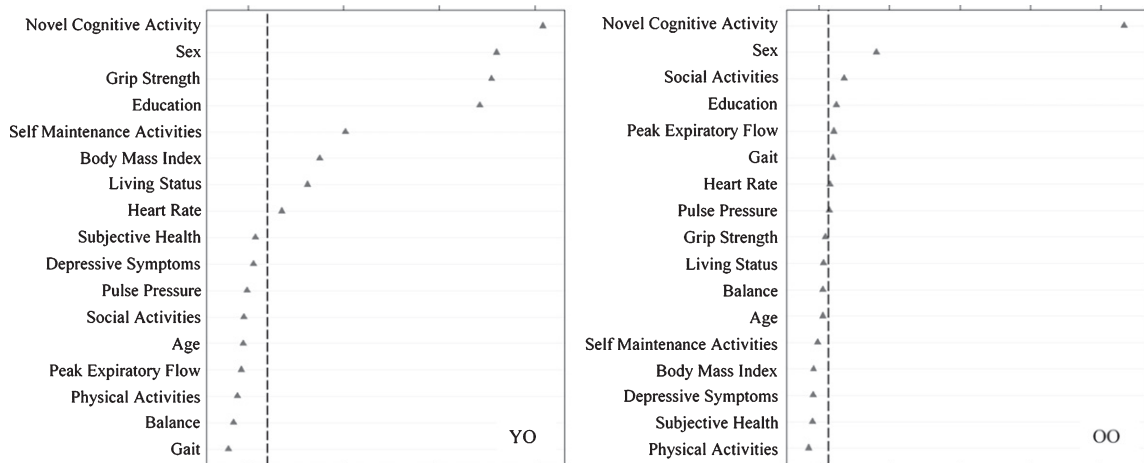 Novel Cognitive Activity
Sex
Grip Strength
Education
Self Maintenance Activities
Body Mass Index
Living Status
Heart Rate
Subjective Health
Depressive Symptoms
Pulse Pressure
Social Activities
Age
Peak Expiratory Flow
Physical Activities
Balance
Gait
YO
Novel Cognitive Activity
Sex
Social Activities
Education
Peak Expiratory Flow
Gait
Heart Rate
Pulse Pressure
Grip Strength
Living Status
Balance
Age
Self Maintenance Activities
Body Mass Index
Depressive Symptoms
Subjective Health
Physical Activities
OO